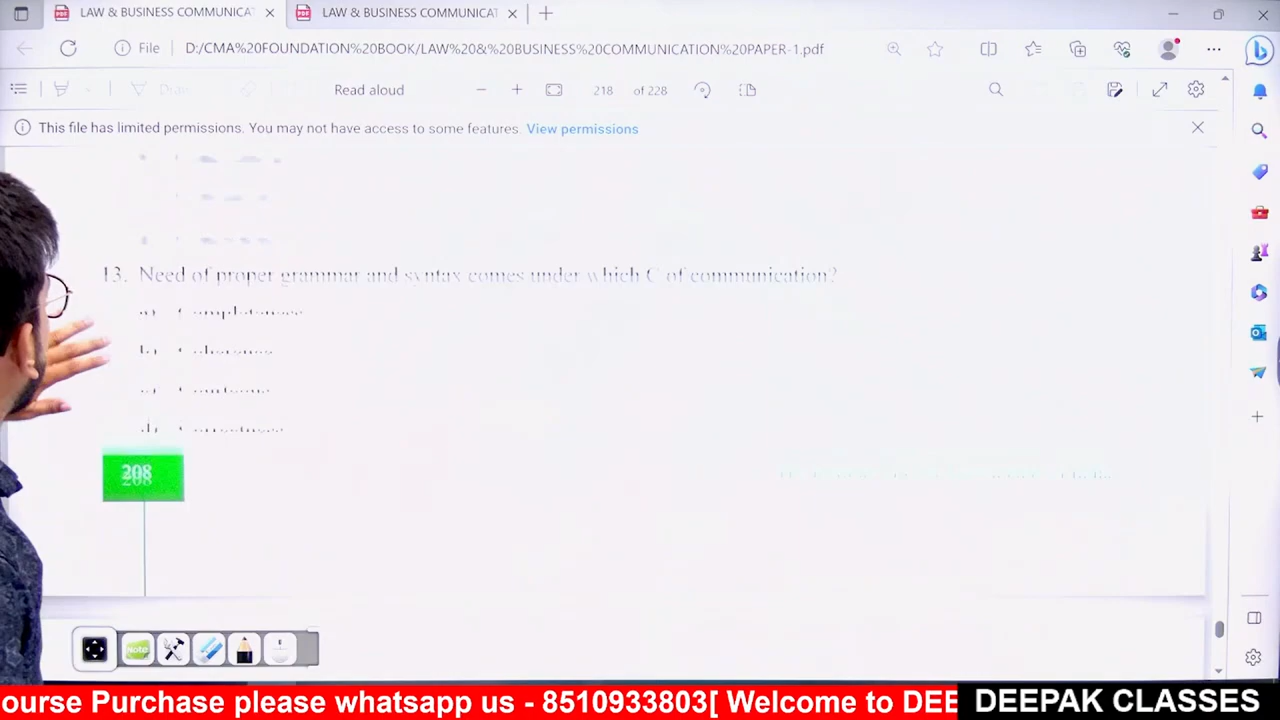 LAW & BUSINESS COMMUNICAT
LAW & BUSINESS COMMUNICAT
File D:/CMA%20FOUNDATION%20BOOK/LAW%20&%20BUSINESS%20COMMUNICATION%20PAPER-1.pdf
Draw Read aloud 218 of 228
This file has limited permissions. You may not have access to some features. View permissions
13. Need of proper grammar and syntax comes under which C of communication?
208
Note
ourse Purchase please whatsapp us - 8510933803[ Welcome to DEE
DEEPAK CLASSES